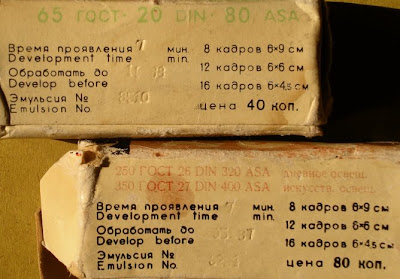 65 ГОСТ 20 DIN 80 ASA
Время проявления 7 мин. 8 кадров 6×9 см
Development time min.
Обработать до 12 кадров 6×6 см
Develop before 16 кадров 6×4,5 см
Эмульсия №
Emulsion No. цена 40 коп.
250 ГОСТ 26 DIN 320 ASA дневное освещ.
350 ГОСТ 27 DIN 400 ASA искусств. освещ.
Время проявления 7 мин. 8 кадров 6×9 см
Development time min.
Обработать до 87 12 кадров 6×6 см
Develop before 16 кадров 6×4,5 см
Эмульсия №
Emulsion No. цена 80 коп.